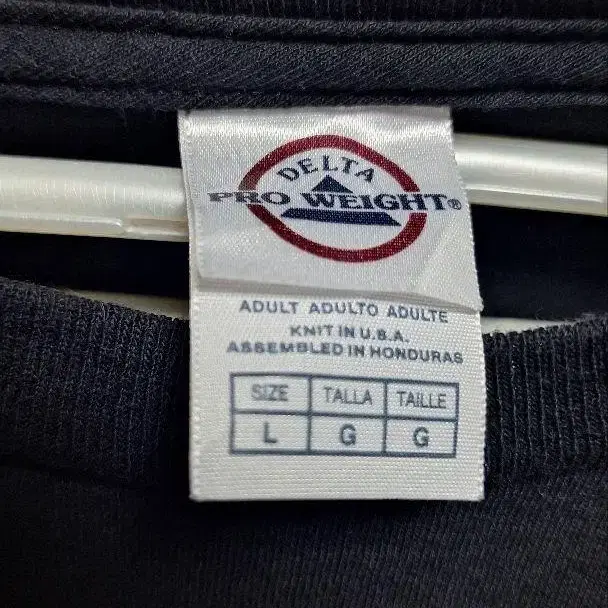 DELTA
PRO WEIGHT®
ADULT ADULTO ADULTE
KNIT IN U.S.A.
ASSEMBLED IN HONDURAS
SIZE TALLA TAILLE
L G G